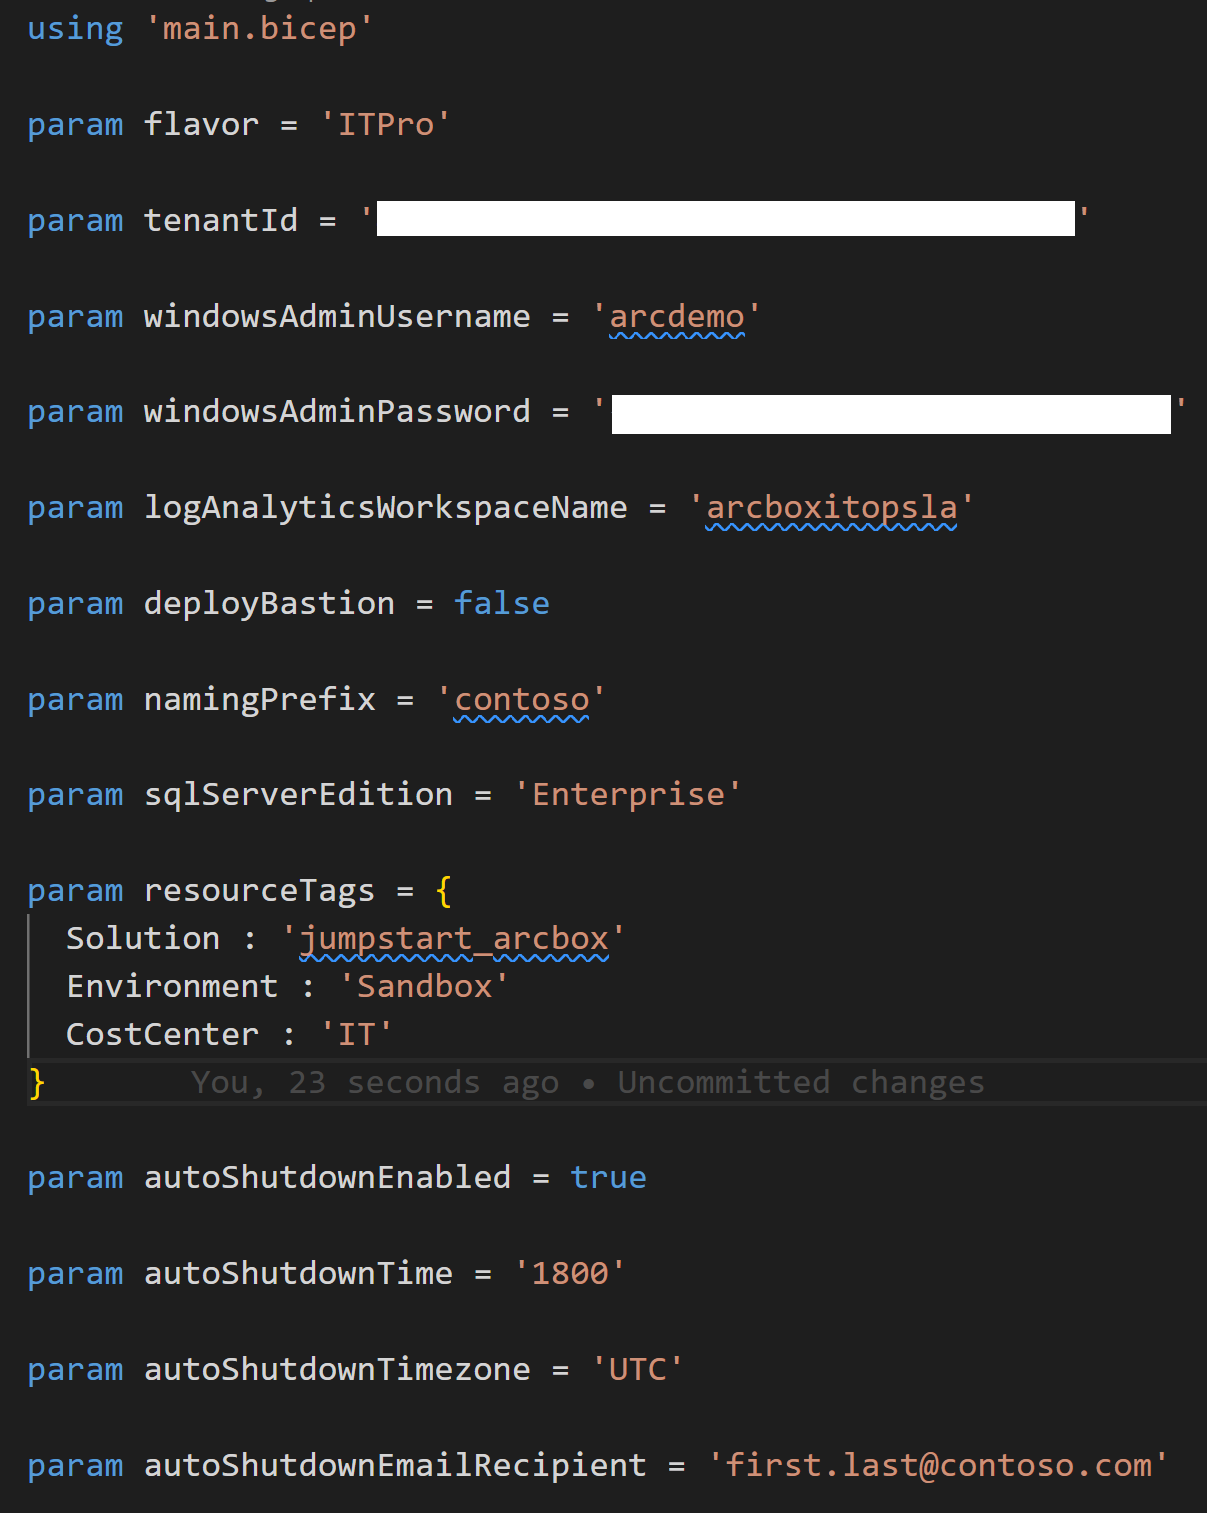 using 'main.bicep'
param flavor = 'ITPro'
param tenantId = ''
param windowsAdminUsername = 'arcdemo'
param windowsAdminPassword = ''
param logAnalyticsWorkspaceName = 'arcboxitopsla'
param deployBastion = false
param namingPrefix = 'contoso'
param sqlServerEdition = 'Enterprise'
param resourceTags = {
Solution : 'jumpstart_arcbox'
Environment : 'Sandbox'
CostCenter : 'IT'
} You, 23 seconds ago • Uncommitted changes
param autoShutdownEnabled = true
param autoShutdownTime = '1800'
param autoShutdownTimezone = 'UTC'
param autoShutdownEmailRecipient = 'first.last@contoso.com'